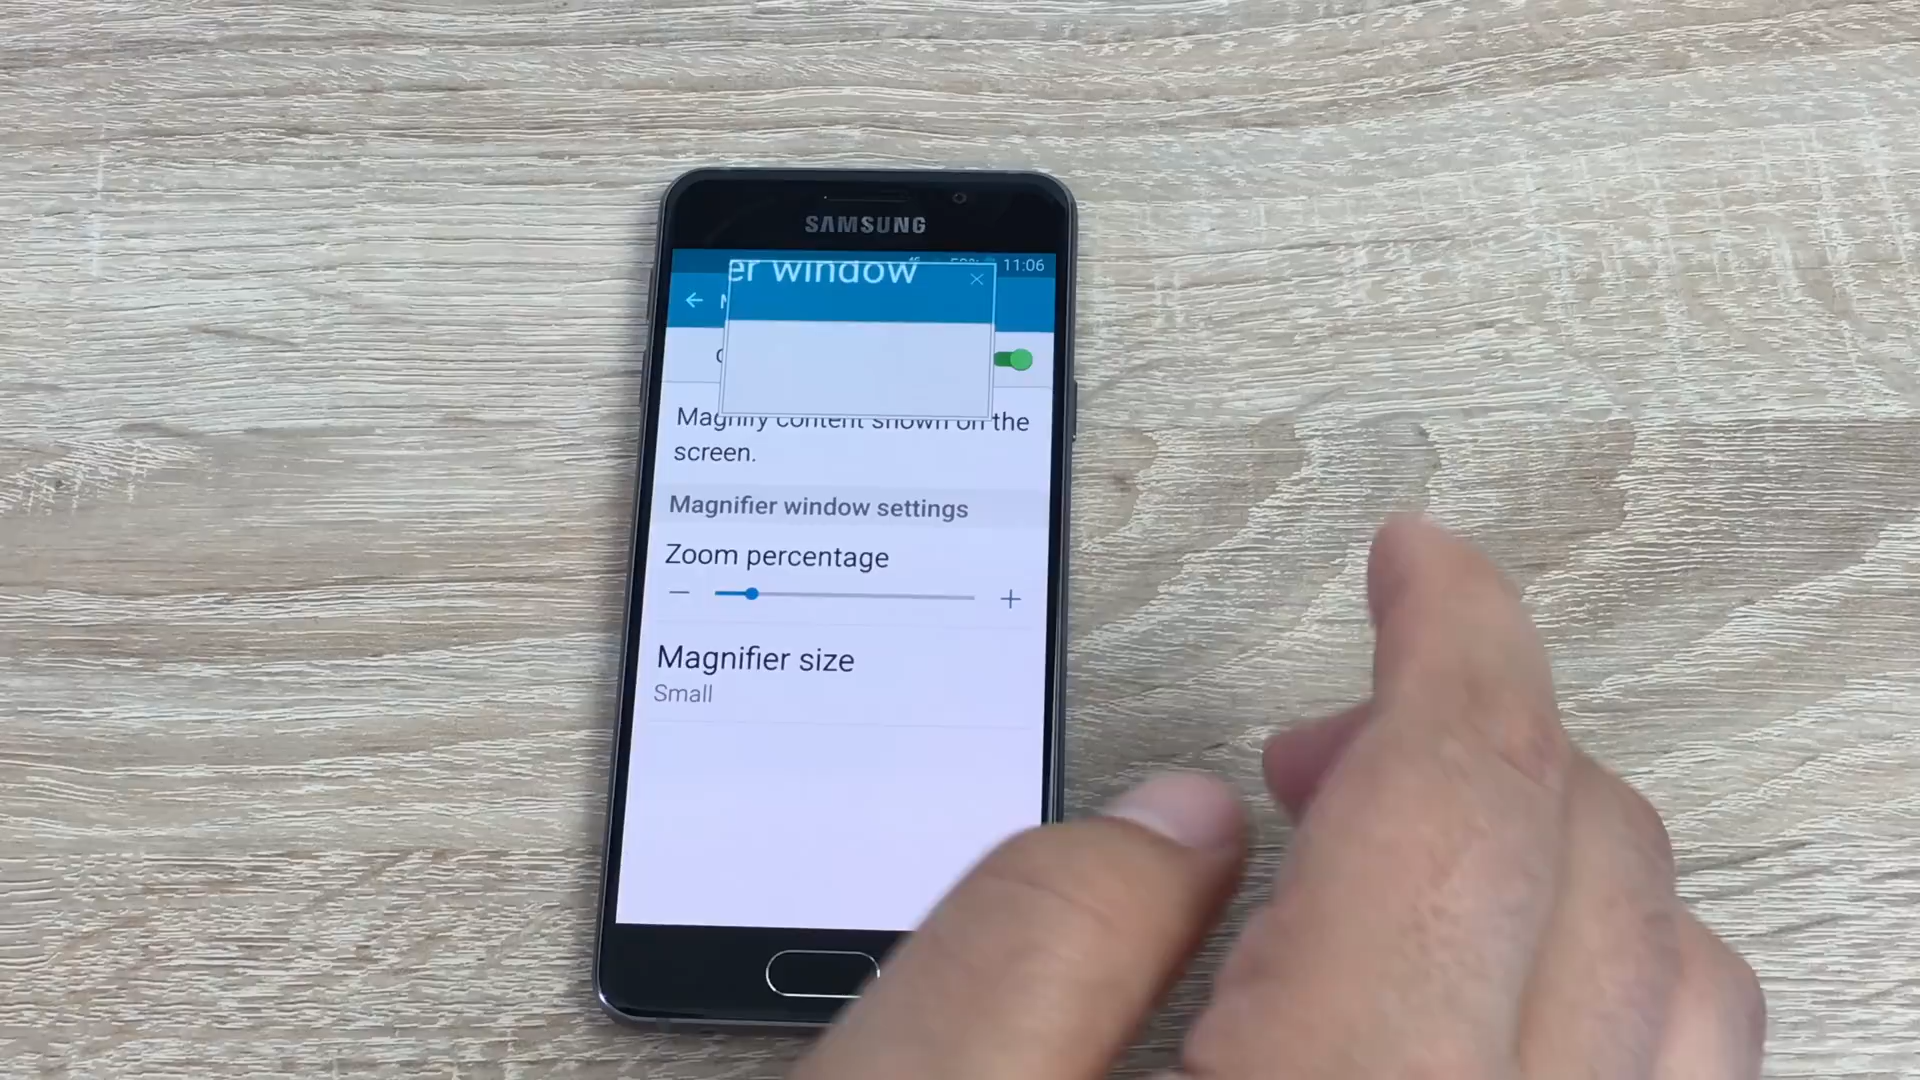 SAMSUNG
11:06
er window
Magnify content shown on the
screen.
Magnifier window settings
Zoom percentage
Magnifier size
Small